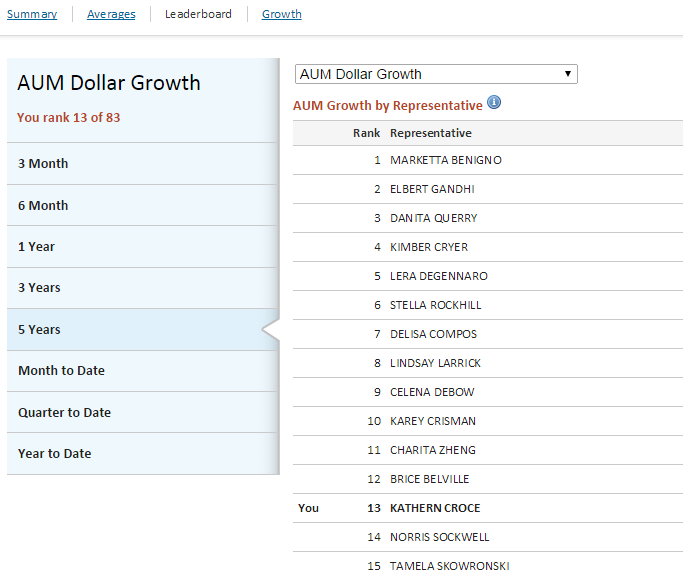 Summary Averages Leaderboard Growth
AUM Dollar Growth
You rank 13 of 83
3 Month
6 Month
1 Year
3 Years
5 Years
Month to Date
Quarter to Date
Year to Date
AUM Dollar Growth
AUM Growth by Representative
Rank Representative
1 MARKETTA BENIGNO
2 ELBERT GANDHI
3 DANITA QUERRY
4 KIMBER CRYER
5 LERA DEGENNARO
6 STELLA ROCKHILL
7 DELISA COMPOS
8 LINDSAY LARRICK
9 CELENA DEBOW
10 KAREY CRISMAN
11 CHARITA ZHENG
12 BRICE BELVILLE
You 13 KATHERN CROCE
14 NORRIS SOCKWELL
15 TAMELA SKOWRONSKI